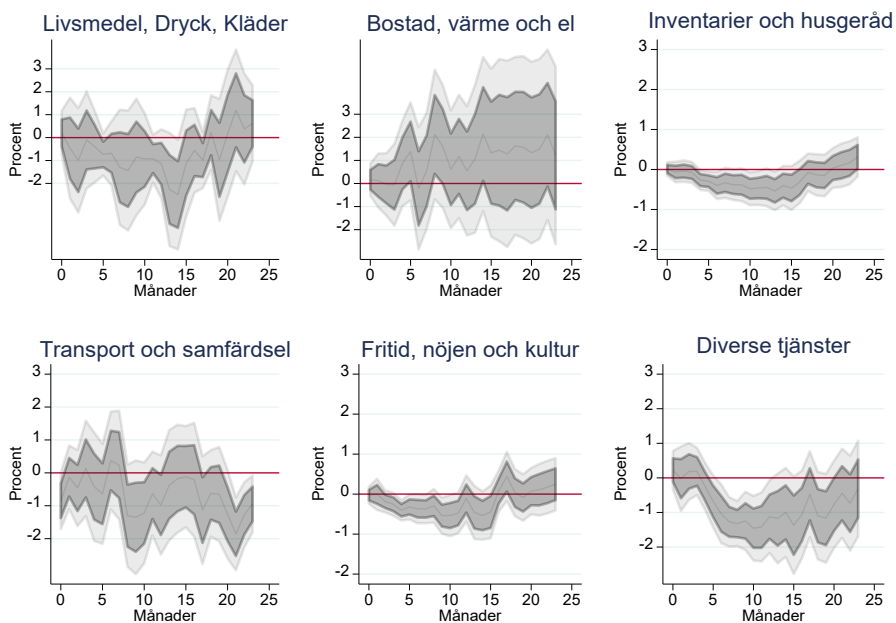 Livsmedel, Dryck, Kläder
Procent
3
2
1
0
-1
-2
0 5 10 15 20 25
Månader
Bostad, värme och el
Procent
3
2
1
0
-1
-2
0 5 10 15 20 25
Månader
Inventarier och husgeråd
Procent
3
2
1
0
-1
-2
0 5 10 15 20 25
Månader
Transport och samfärdsel
Procent
3
2
1
0
-1
-2
0 5 10 15 20 25
Månader
Fritid, nöjen och kultur
Procent
3
2
1
0
-1
-2
0 5 10 15 20 25
Månader
Diverse tjänster
Procent
3
2
1
0
-1
-2
0 5 10 15 20 25
Månader